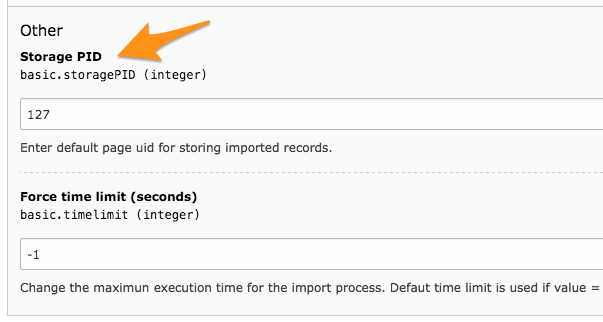 Other
Storage PID
basic.storagePID (integer)
127
Enter default page uid for storing imported records.
Force time limit (seconds)
basic.timelimit (integer)
-1
Change the maximun execution time for the import process. Defaut time limit is used if value =